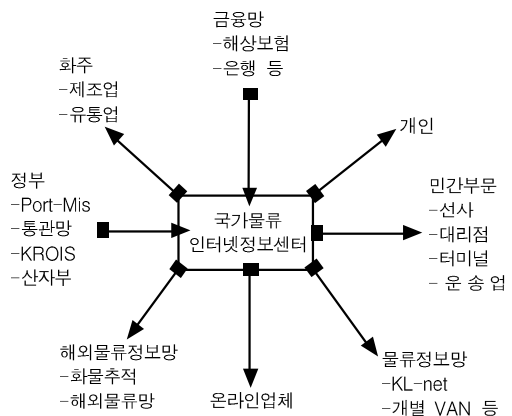 금융망
-해상보험
-은행 등
화주
-제조업
-유통업
개인
정부
-Port-Mis
-통관망
-KROIS
-산자부
국가물류
인터넷정보센터
민간부문
-선사
-대리점
-터미널
- 운 송 업
해외물류정보망
-화물추적
-해외물류망
온라인업체
물류정보망
-KL-net
-개별 VAN 등